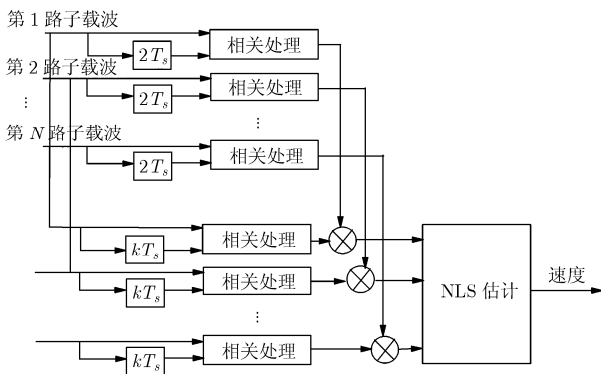 第 1 路子载波
2T_s
相关处理
第 2 路子载波
2T_s
相关处理
⋮
⋮
第 N 路子载波
2T_s
相关处理
kT_s
相关处理
kT_s
相关处理
⋮
kT_s
相关处理
NLS 估计
速度